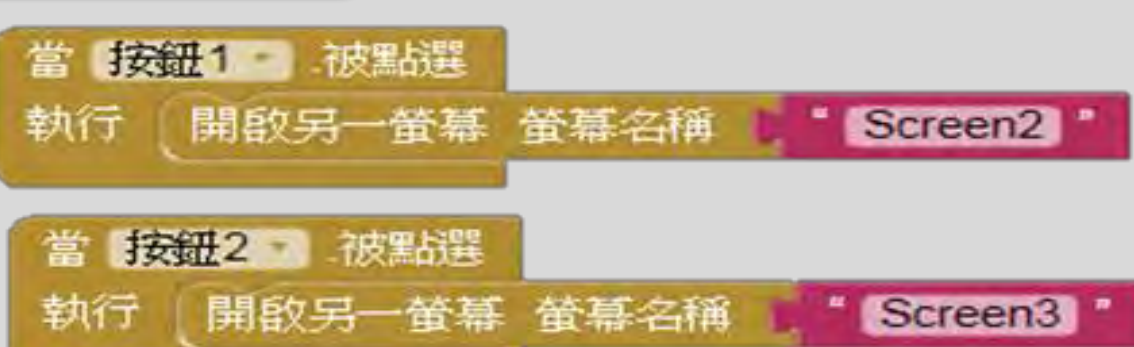 當 按鈕1 .被點選
執行 開啟另一螢幕 螢幕名稱 “ Screen2 ”
當 按鈕2 .被點選
執行 開啟另一螢幕 螢幕名稱 “ Screen3 ”